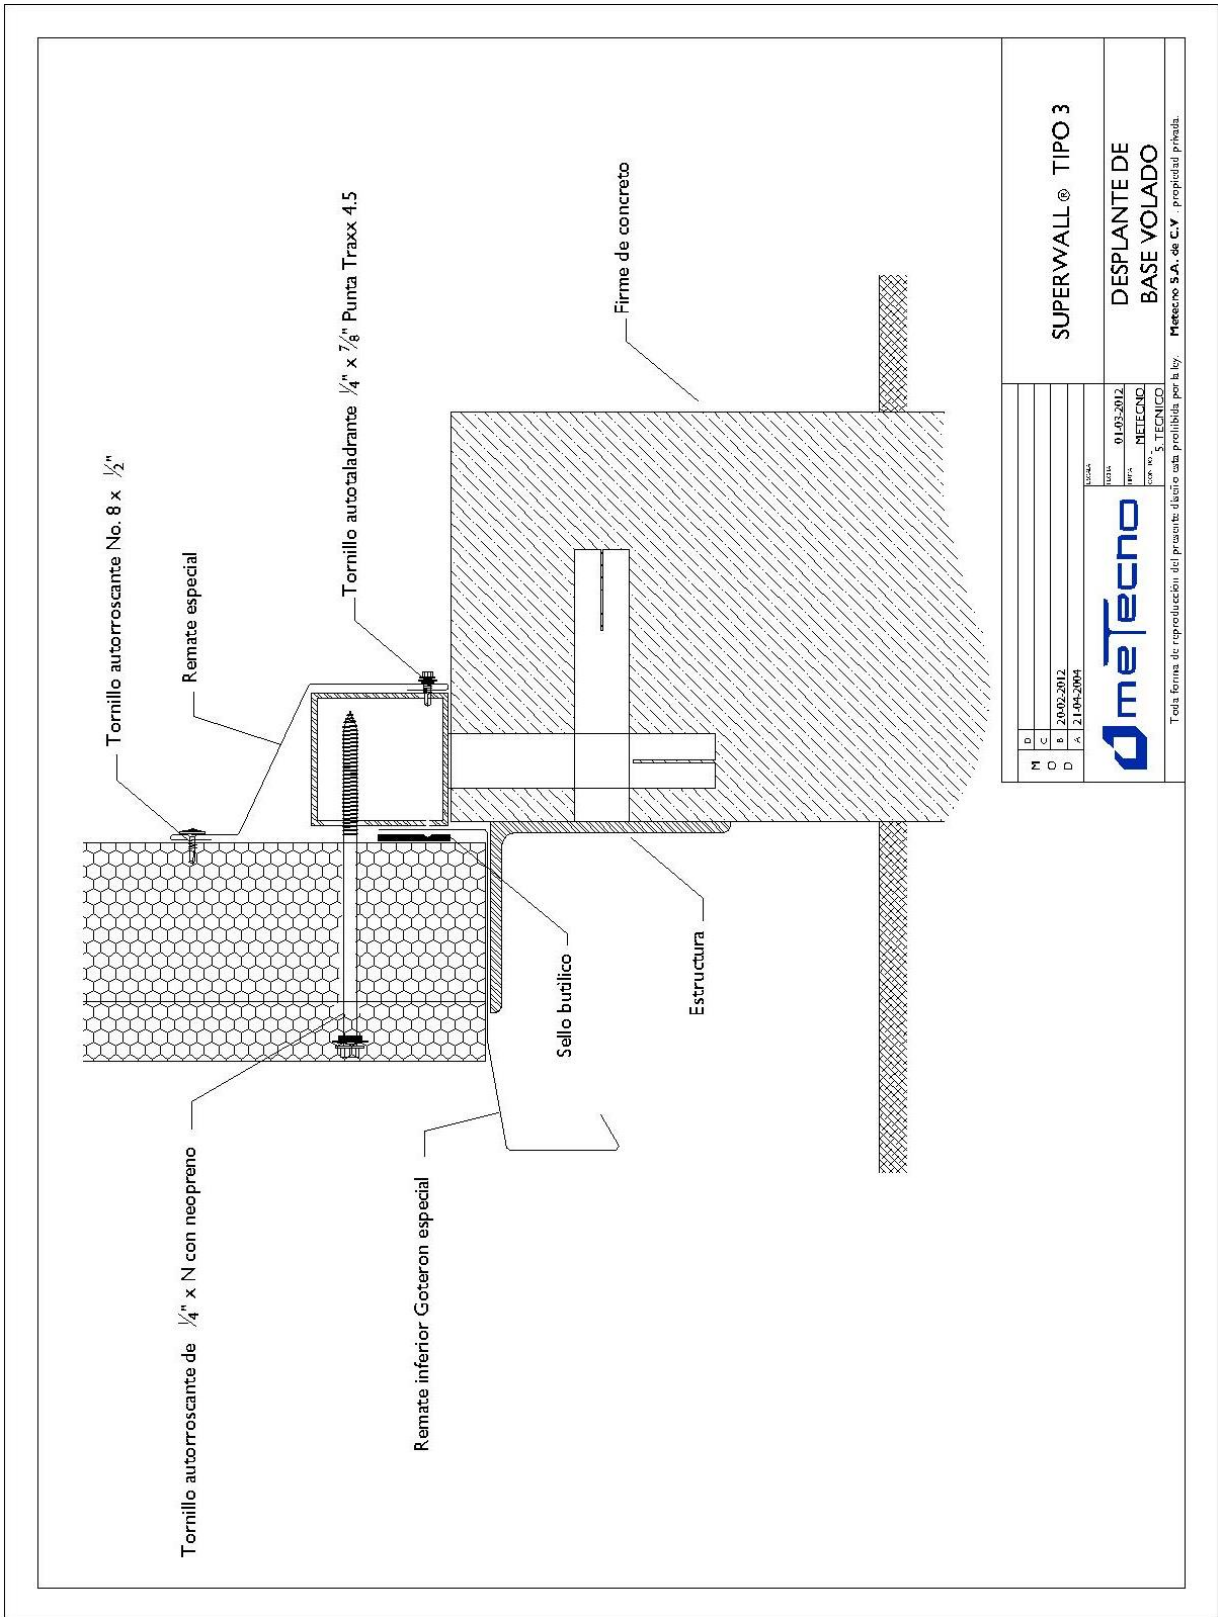 Tornillo autorroscante No. 8 x ½"
Remate especial
Tornillo autotaladrante ¼" x ⅞" Punta Traxx 4.5
Firme de concreto
Tornillo autorroscante de ¼" x N con neopreno
Remate inferior Goteron especial
Sello butilico
Estructura
M
O
D
D
C
B 20-02-2012
A 21-04-2004
meTecno
ESCALA
FECHA
01-03-2012
METECNO
S. TECNICO
SUPERWALL ® TIPO 3
DESPLANTE DE
BASE VOLADO
Toda forma de reproducción del presente diseño esta prohibida por la ley. Metecno S.A. de C.V. propiedad privada.